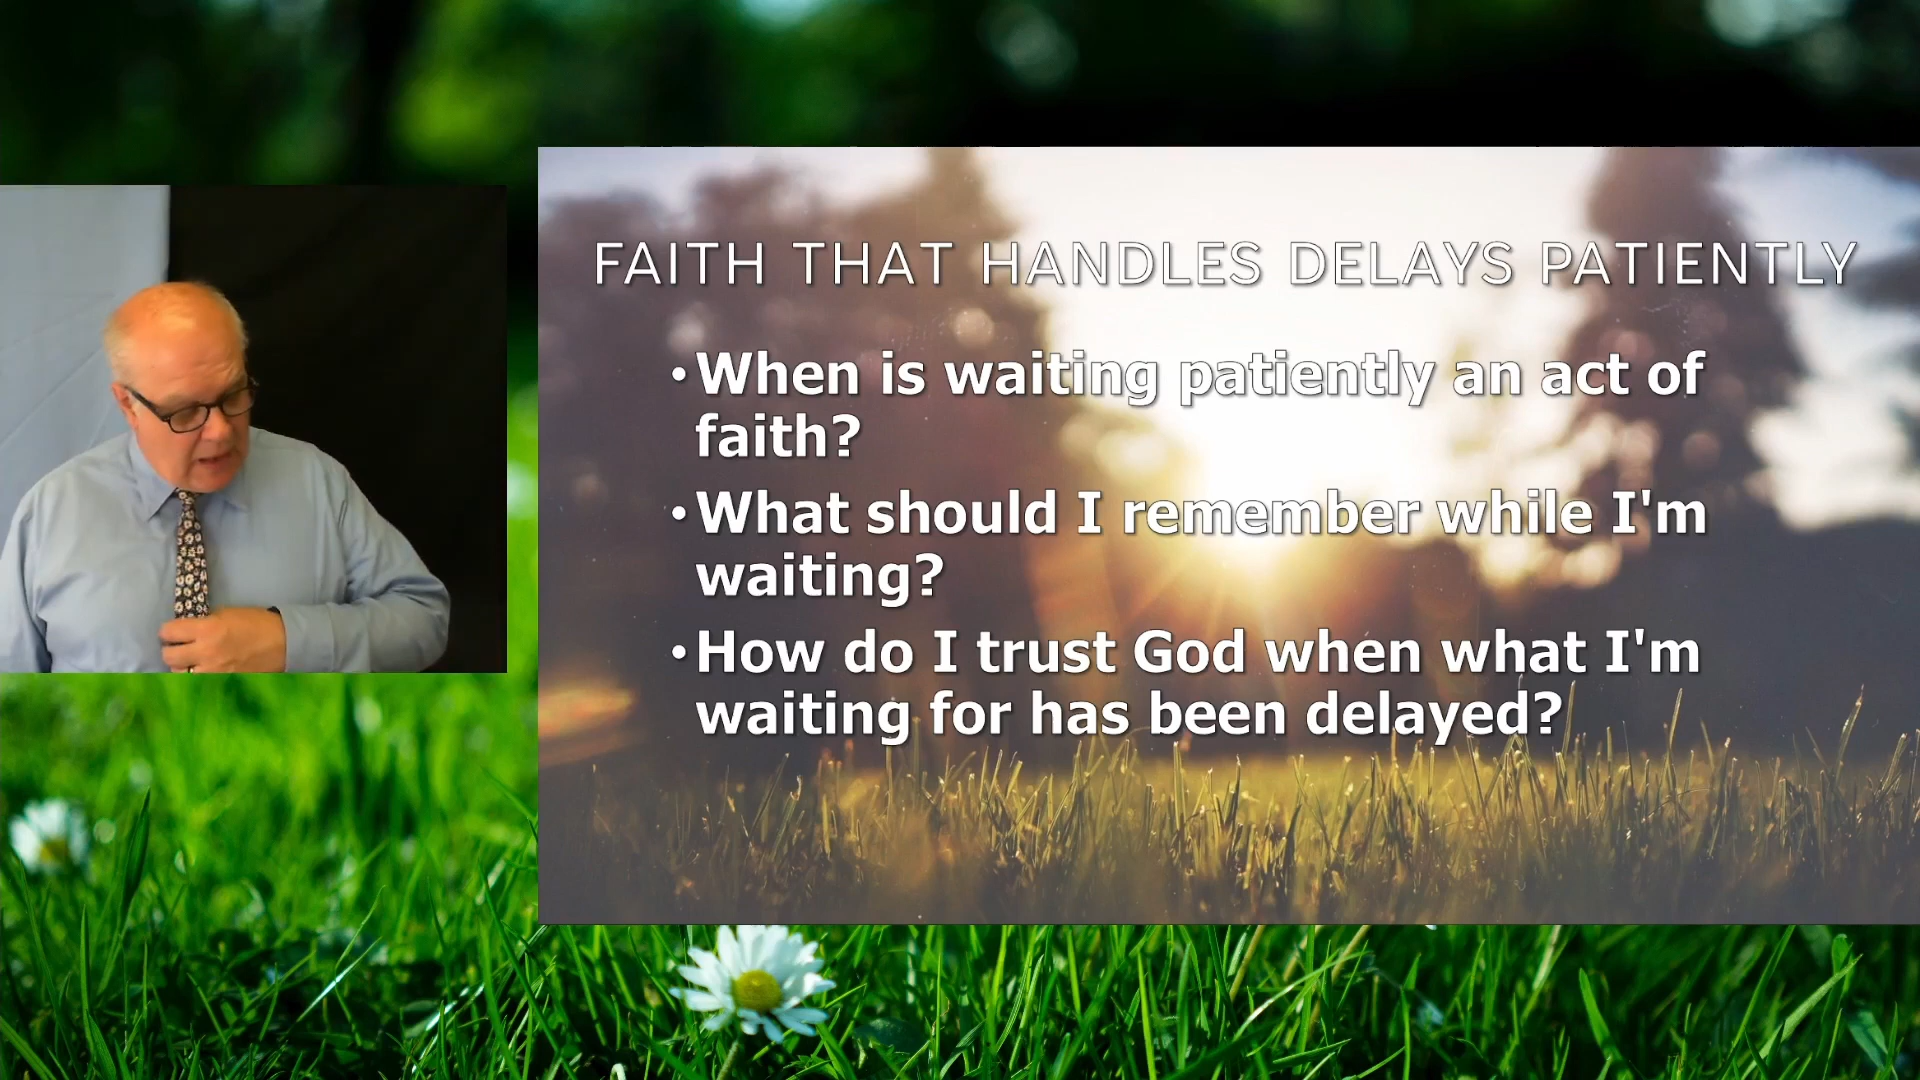 FAITH THAT HANDLES DELAYS PATIENTLY
•When is waiting patiently an act of
faith?
•What should I remember while I'm
waiting?
•How do I trust God when what I'm
waiting for has been delayed?